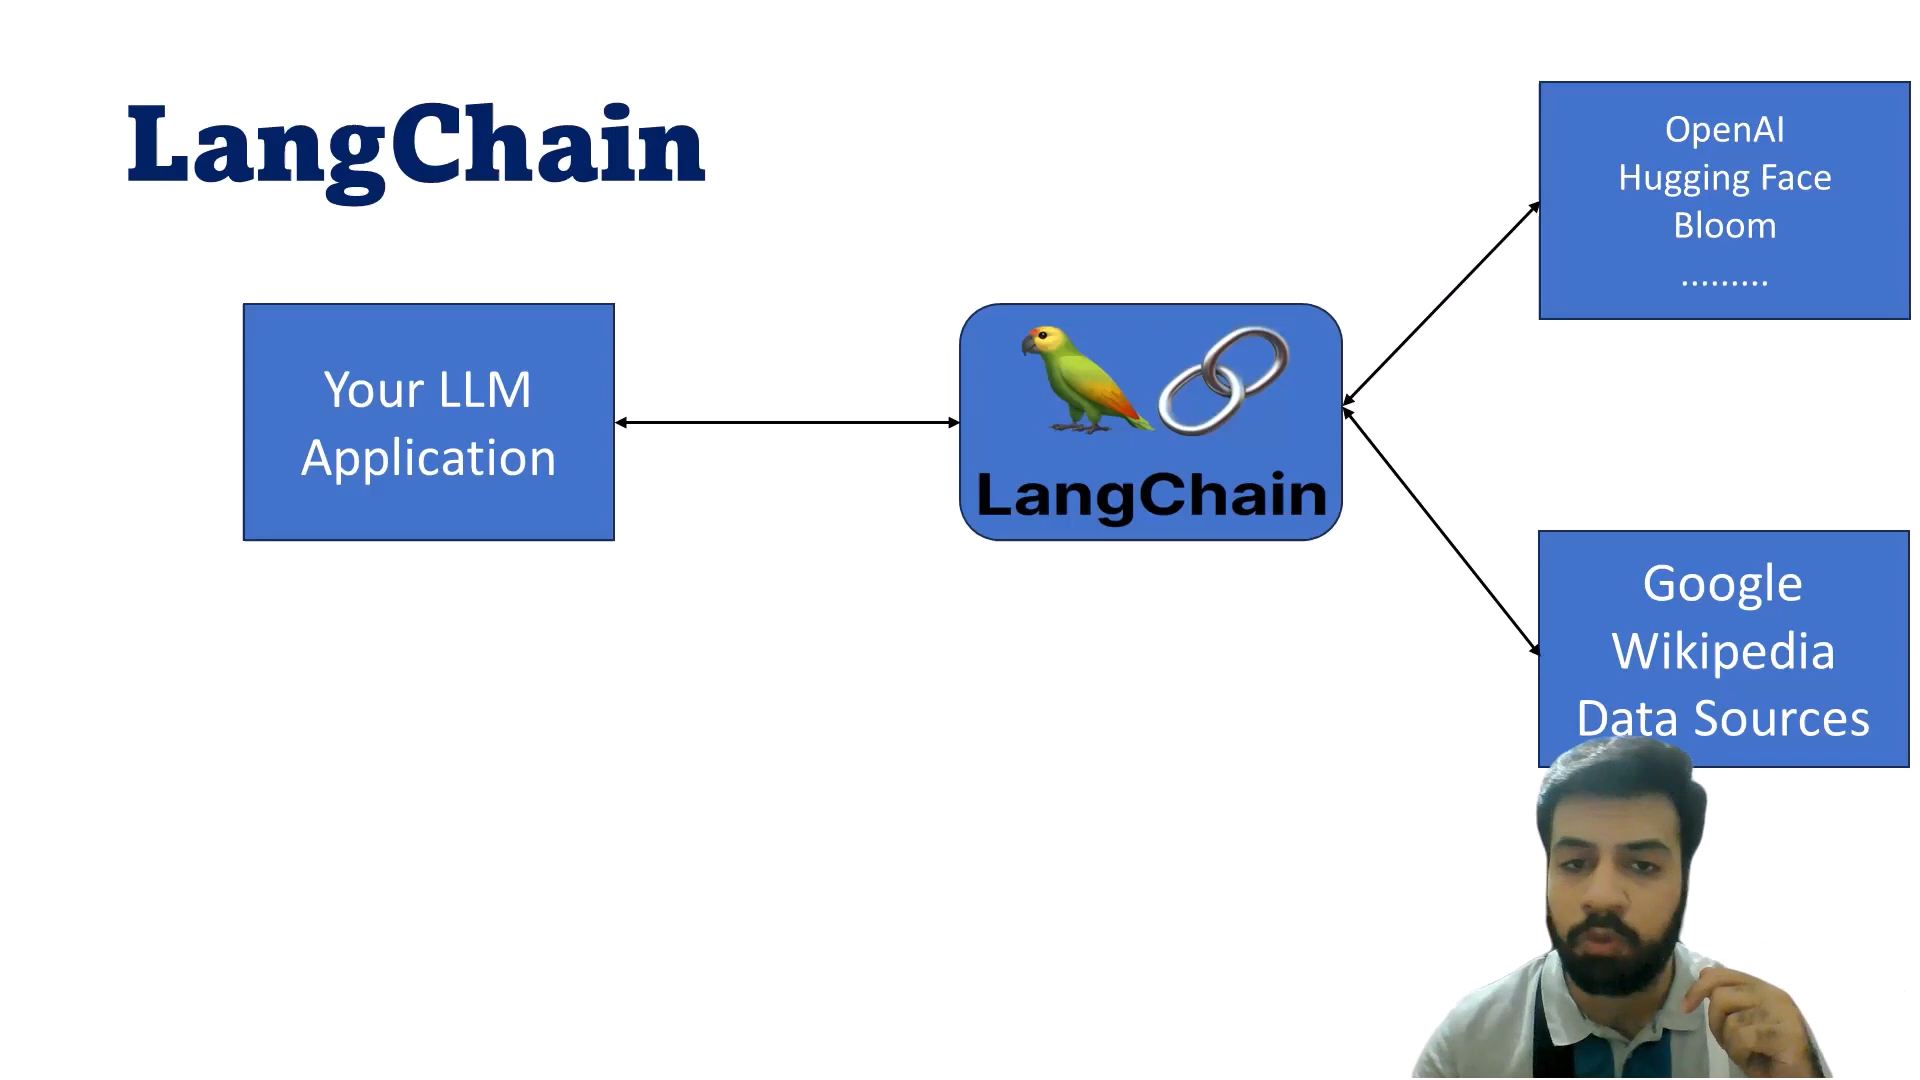 LangChain
Your LLM
Application
LangChain
OpenAI
Hugging Face
Bloom
.........
Google
Wikipedia
Data Sources